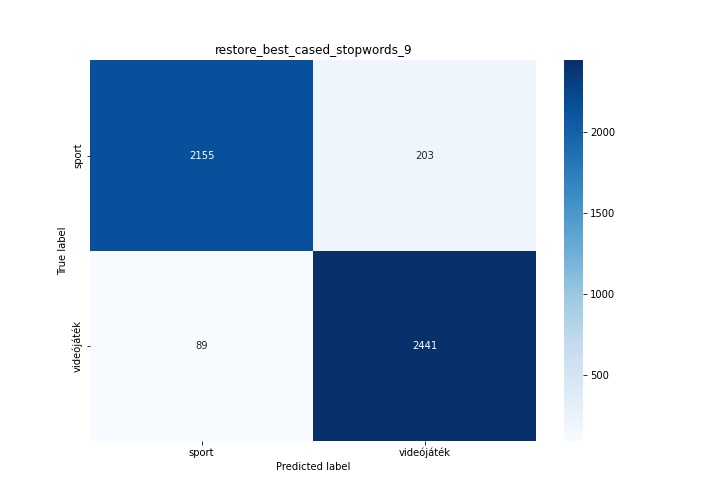 restore_best_cased_stopwords_9
sport
2155
203
True label
videójáték
89
2441
sport
videójáték
Predicted label
2000
1500
1000
500